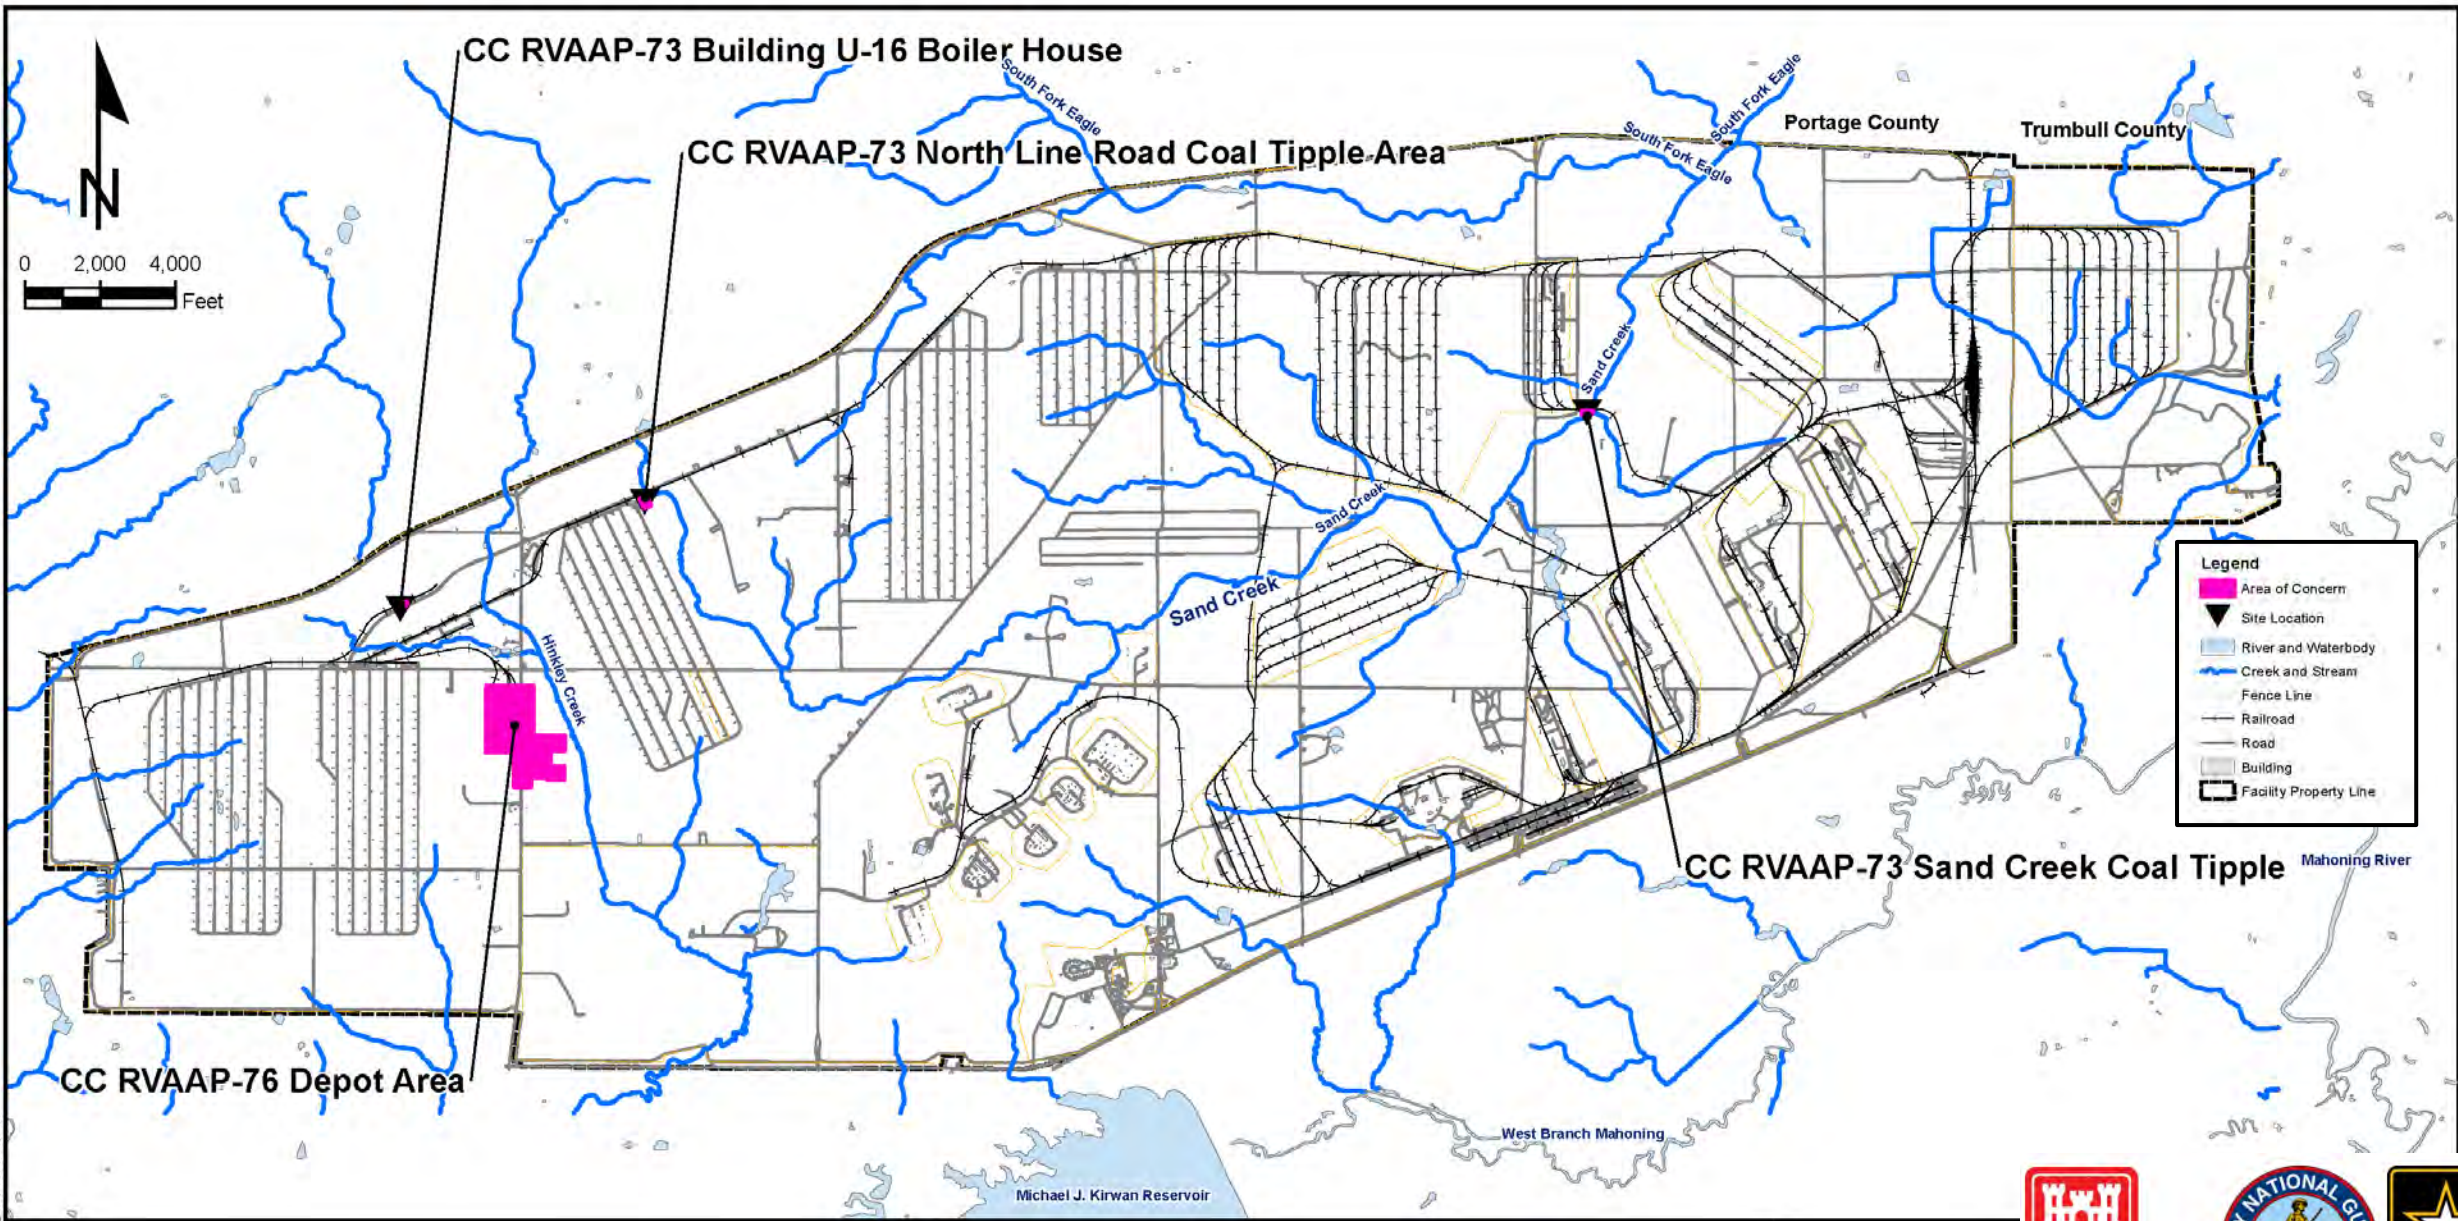 CC RVAAP-73 Building U-16 Boiler House
South Fork Eagle
South Fork Eagle
South Fork Eagle
Portage County
Trumbull County
CC RVAAP-73 North Line Road Coal Tipple Area
N
0 2,000 4,000
Feet
Sand Creek
Sand Creek
Sand Creek
Hinkley Creek
Legend
Area of Concern
Site Location
River and Waterbody
Creek and Stream
Fence Line
Railroad
Road
Building
Facility Property Line
CC RVAAP-73 Sand Creek Coal Tipple
Mahoning River
CC RVAAP-76 Depot Area
West Branch Mahoning
Michael J. Kirwan Reservoir
NATIONAL